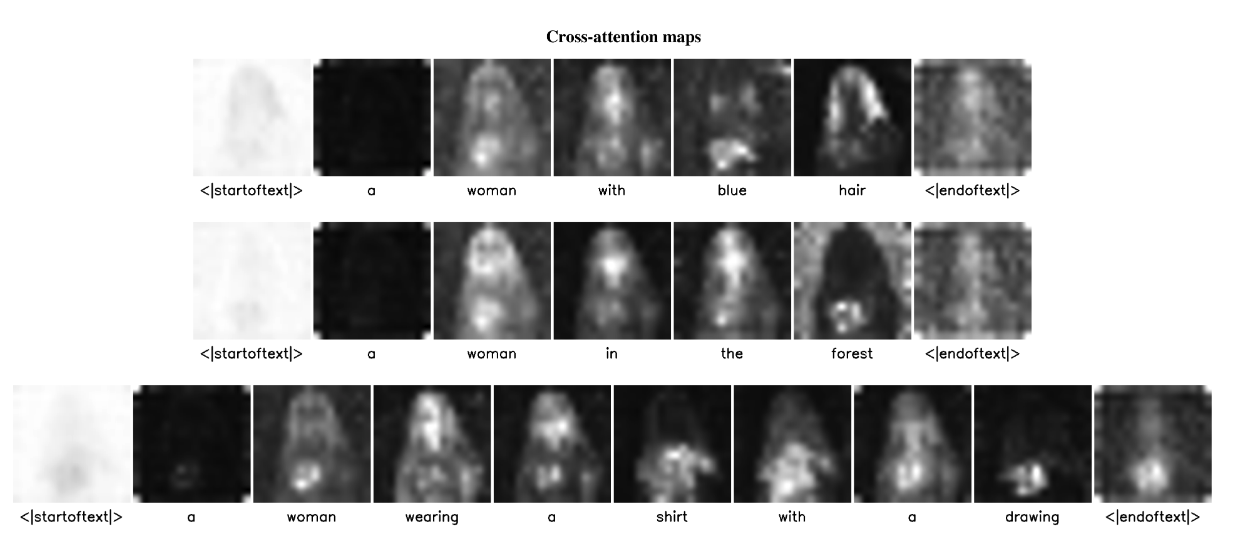 Cross-attention maps
<|startoftext|> a woman with blue hair <|endoftext|>
<|startoftext|> a woman in the forest <|endoftext|>
<|startoftext|> a woman wearing a shirt with a drawing <|endoftext|>